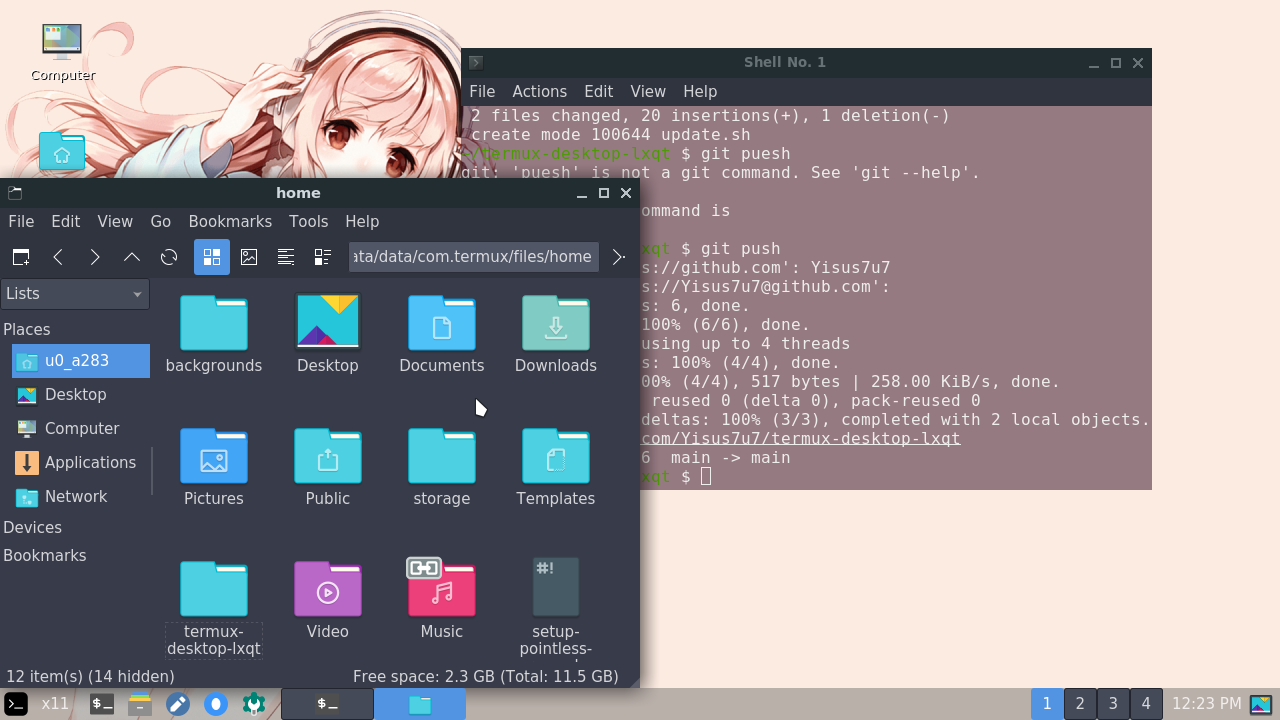 Computer
Shell No. 1
File Actions Edit View Help
2 files changed, 20 insertions(+), 1 deletion(-)
create mode 100644 update.sh
~/termux-desktop-lxqt $ git puesh
git: 'puesh' is not a git command. See 'git --help'.
ommand is
xqt $ git push
s://github.com': Yisus7u7
s://Yisus7u7@github.com':
s: 6, done.
100% (6/6), done.
using up to 4 threads
s: 100% (4/4), done.
00% (4/4), 517 bytes | 258.00 KiB/s, done.
reused 0 (delta 0), pack-reused 0
deltas: 100% (3/3), completed with 2 local objects.
com/Yisus7u7/termux-desktop-lxqt
6 main -> main
xqt $
home
File Edit View Go Bookmarks Tools Help
ata/data/com.termux/files/home
Lists
Places
u0_a283
Desktop
Computer
Applications
Network
Devices
Bookmarks
backgrounds Desktop Documents Downloads
Pictures Public storage Templates
#!
termux-desktop-lxqt Video Music setup-pointless-
12 item(s) (14 hidden) Free space: 2.3 GB (Total: 11.5 GB)
x11 $_ $_ 1 2 3 4 12:23 PM